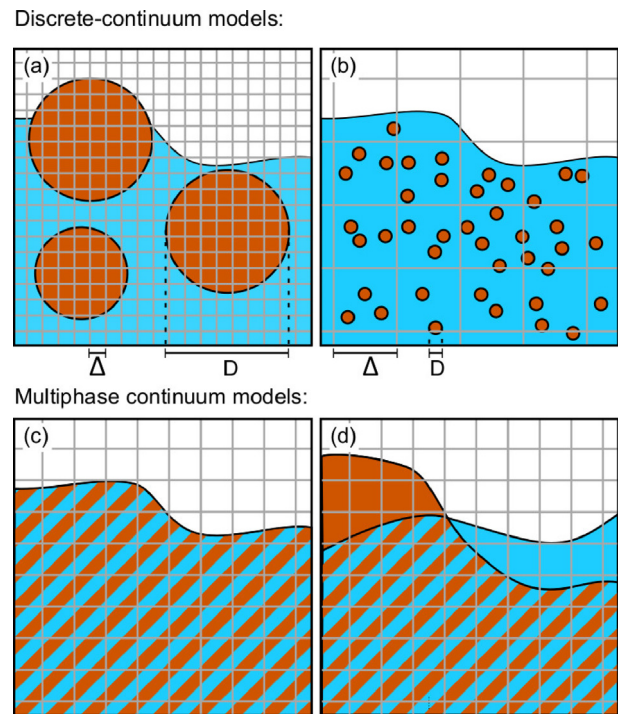 Discrete-continuum models:
(a) (b)
Δ D Δ D
Multiphase continuum models:
(c) (d)